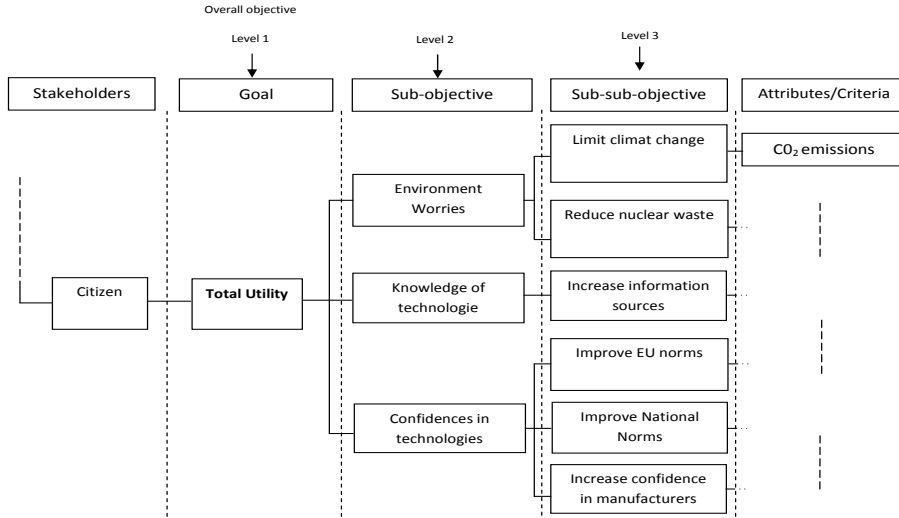 Overall objective
Level 1
Level 2
Level 3
Stakeholders
Goal
Sub-objective
Sub-sub-objective
Attributes/Criteria
Limit climat change
C0₂ emissions
Environment
Worries
Reduce nuclear waste
Citizen
Total Utility
Knowledge of
technologie
Increase information
sources
Improve EU norms
Confidences in
technologies
Improve National
Norms
Increase confidence
in manufacturers